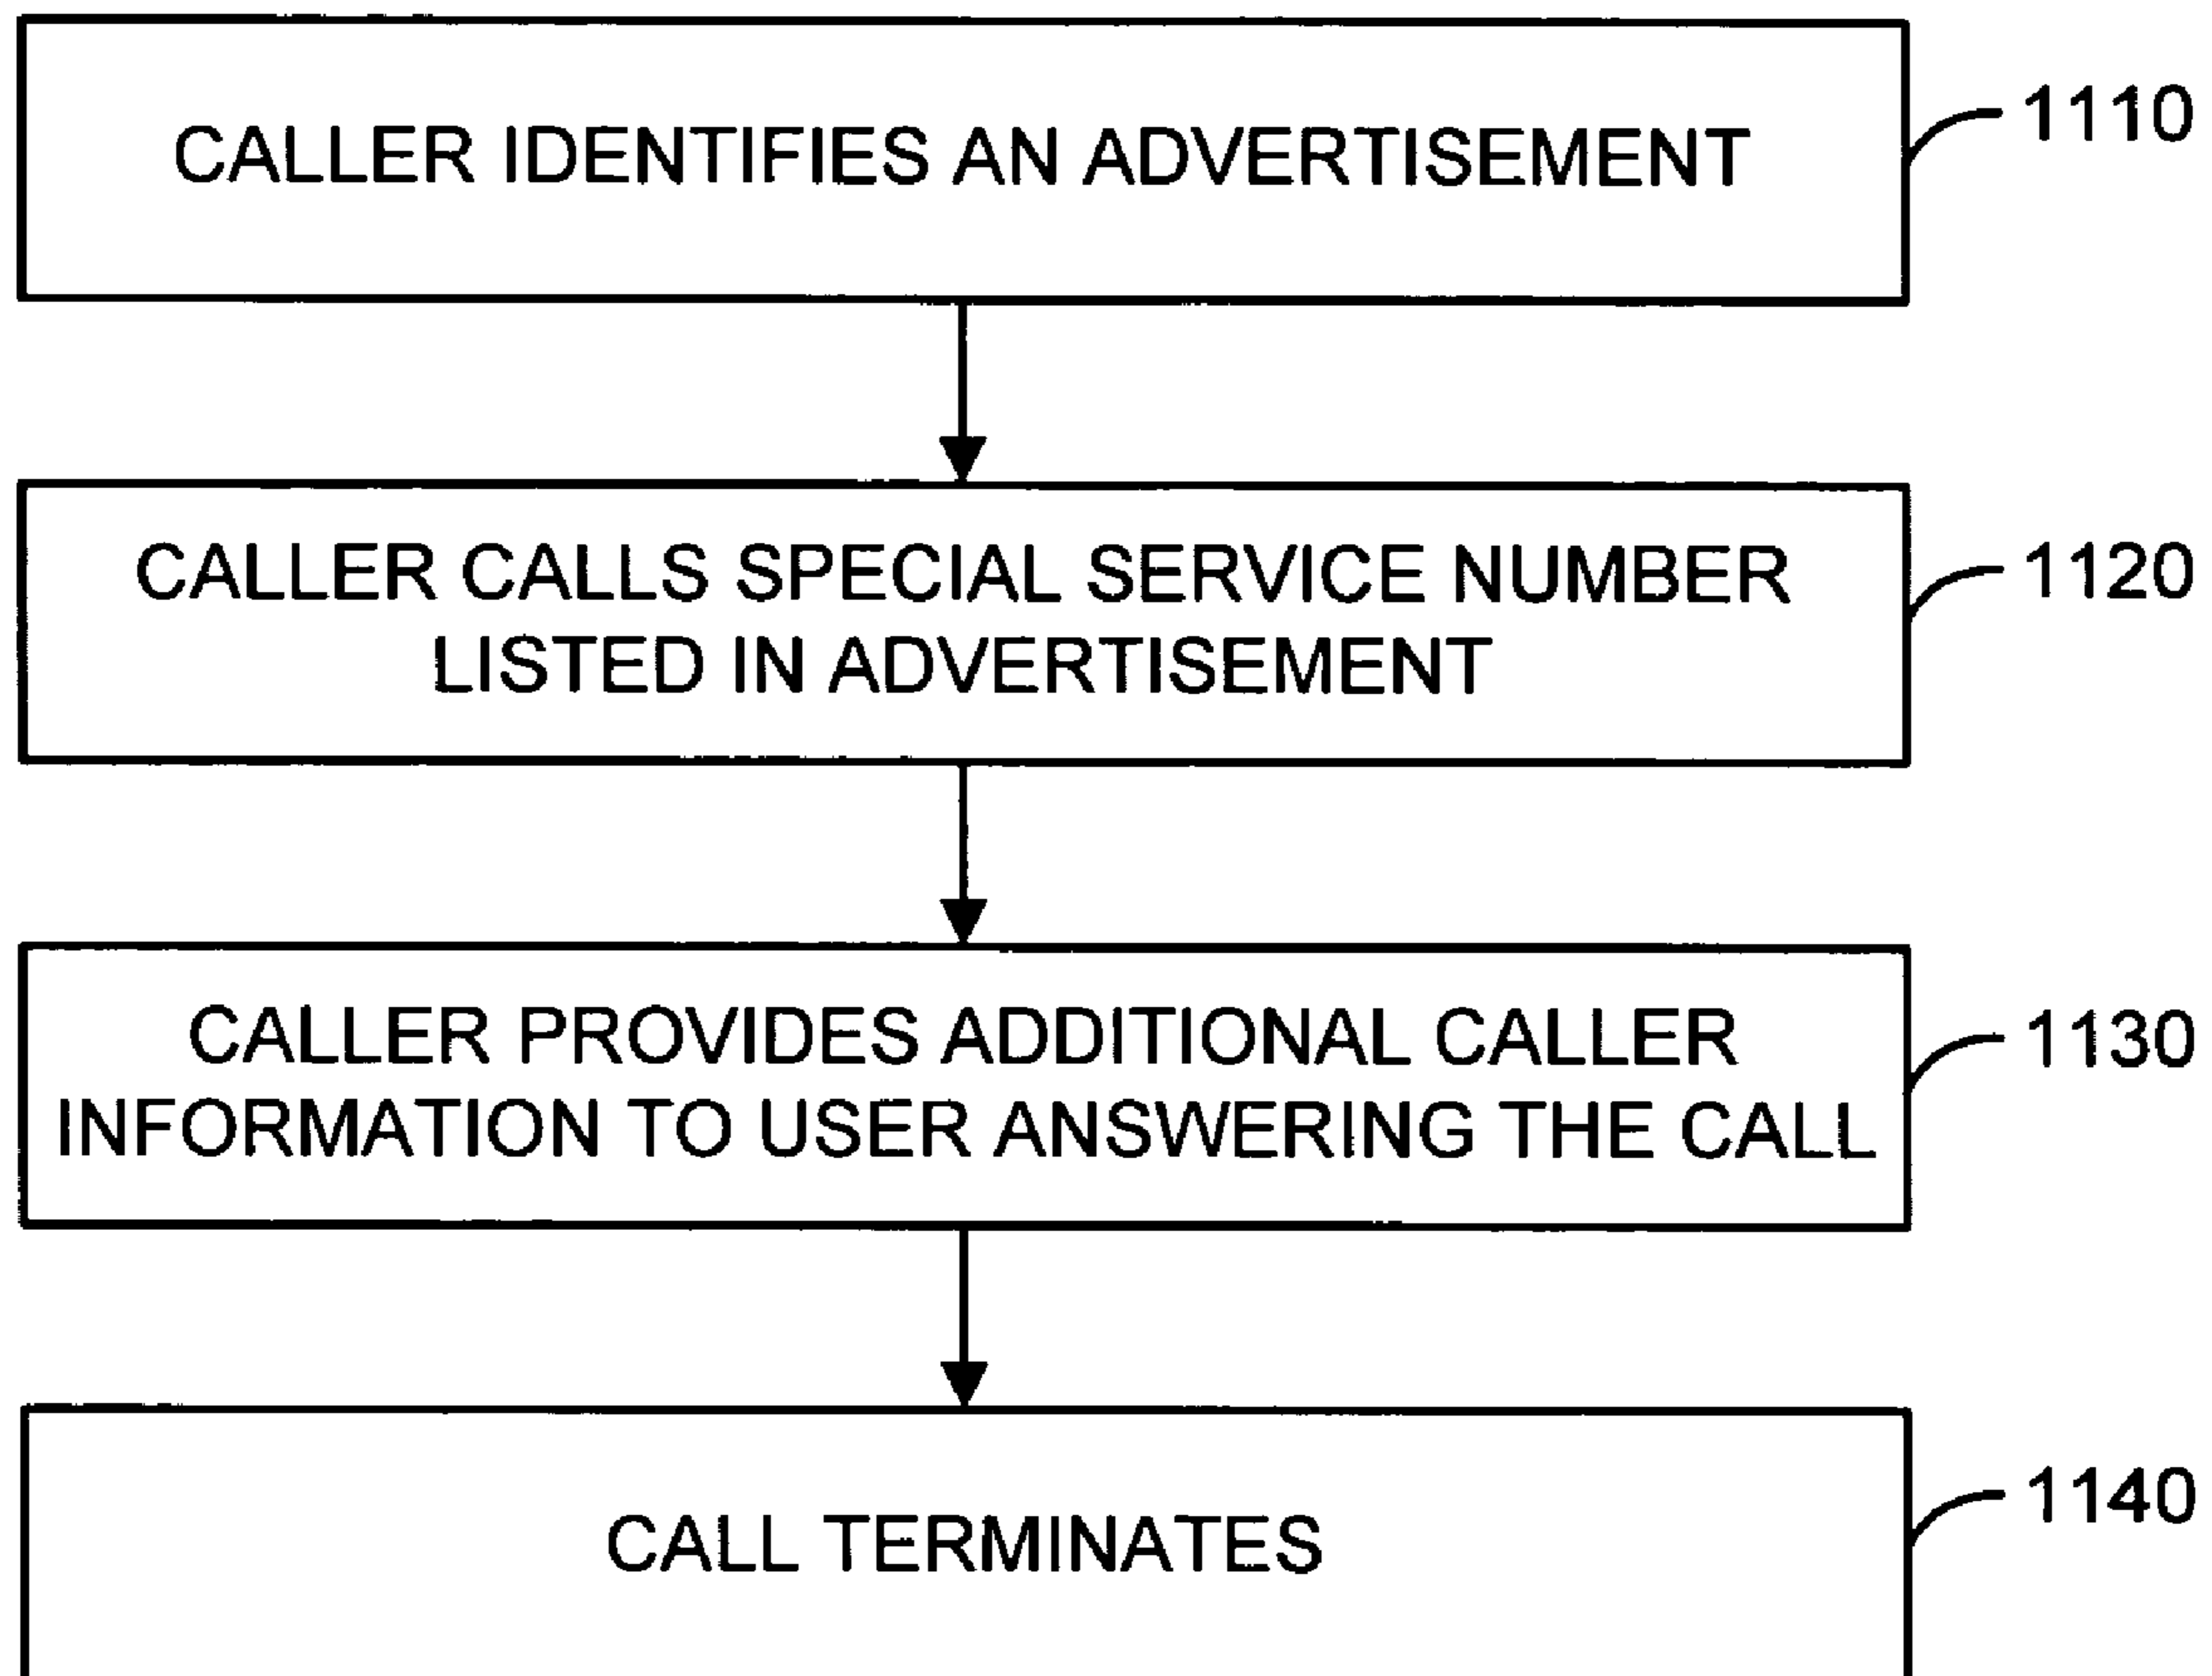 CALLER IDENTIFIES AN ADVERTISEMENT
1110
CALLER CALLS SPECIAL SERVICE NUMBER
LISTED IN ADVERTISEMENT
1120
CALLER PROVIDES ADDITIONAL CALLER
INFORMATION TO USER ANSWERING THE CALL
1130
CALL TERMINATES
1140